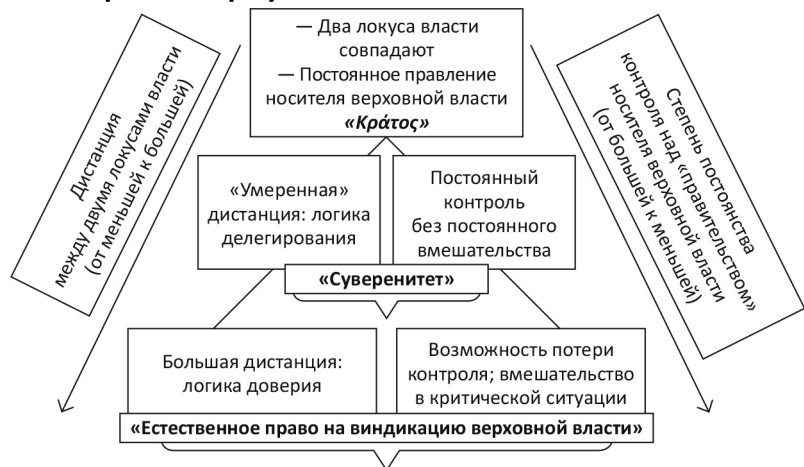 — Два локуса власти
совпадают
— Постоянное правление
носителя верховной власти
«Кра́тос»
Дистанция
между двумя локусами власти
(от меньшей к большей)
Степень постоянства
контроля над «правительством»
носителя верховной власти
(от большей к меньшей)
«Умеренная»
дистанция: логика
делегирования
Постоянный
контроль
без постоянного
вмешательства
«Суверенитет»
Большая дистанция:
логика доверия
Возможность потери
контроля; вмешательство
в критической ситуации
«Естественное право на виндикацию верховной власти»